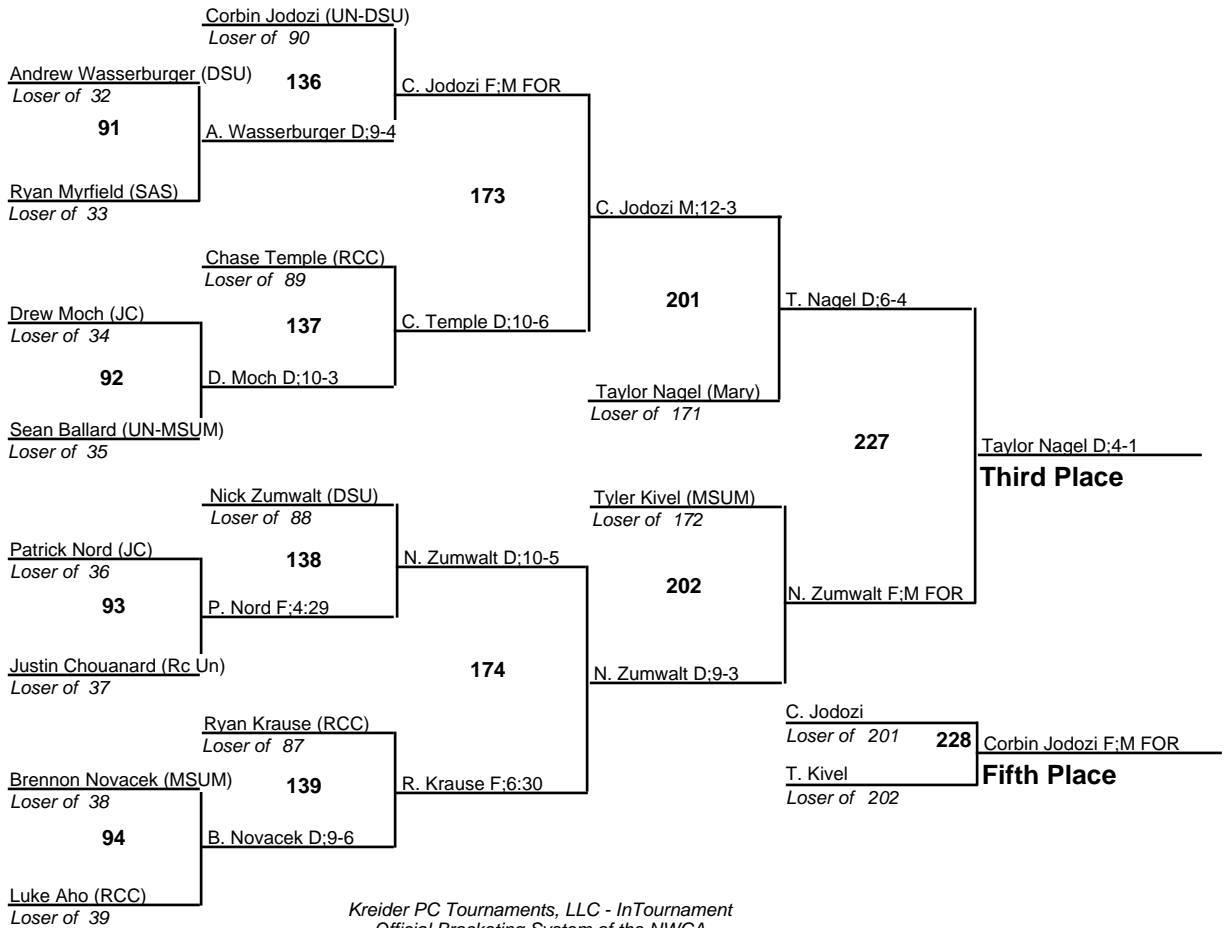 Corbin Jodozi (UN-DSU)
Loser of 90
Andrew Wasserburger (DSU)
Loser of 32
136
C. Jodozi F;M FOR
91
A. Wasserburger D;9-4
Ryan Myrfield (SAS)
Loser of 33
173
C. Jodozi M;12-3
Chase Temple (RCC)
Loser of 89
Drew Moch (JC)
Loser of 34
137
C. Temple D;10-6
201
T. Nagel D;6-4
92
D. Moch D;10-3
Taylor Nagel (Mary)
Loser of 171
Sean Ballard (UN-MSUM)
Loser of 35
227
Taylor Nagel D;4-1
Third Place
Nick Zumwalt (DSU)
Loser of 88
Tyler Kivel (MSUM)
Loser of 172
Patrick Nord (JC)
Loser of 36
138
N. Zumwalt D;10-5
202
N. Zumwalt F;M FOR
93
P. Nord F;4:29
Justin Chouanard (Rc Un)
Loser of 37
174
N. Zumwalt D;9-3
Ryan Krause (RCC)
Loser of 87
C. Jodozi
Loser of 201
228
Corbin Jodozi F;M FOR
Fifth Place
T. Kivel
Loser of 202
Brennon Novacek (MSUM)
Loser of 38
139
R. Krause F;6:30
94
B. Novacek D;9-6
Luke Aho (RCC)
Loser of 39
Kreider PC Tournaments, LLC - InTournament
Official Bracketing System of the NWCA